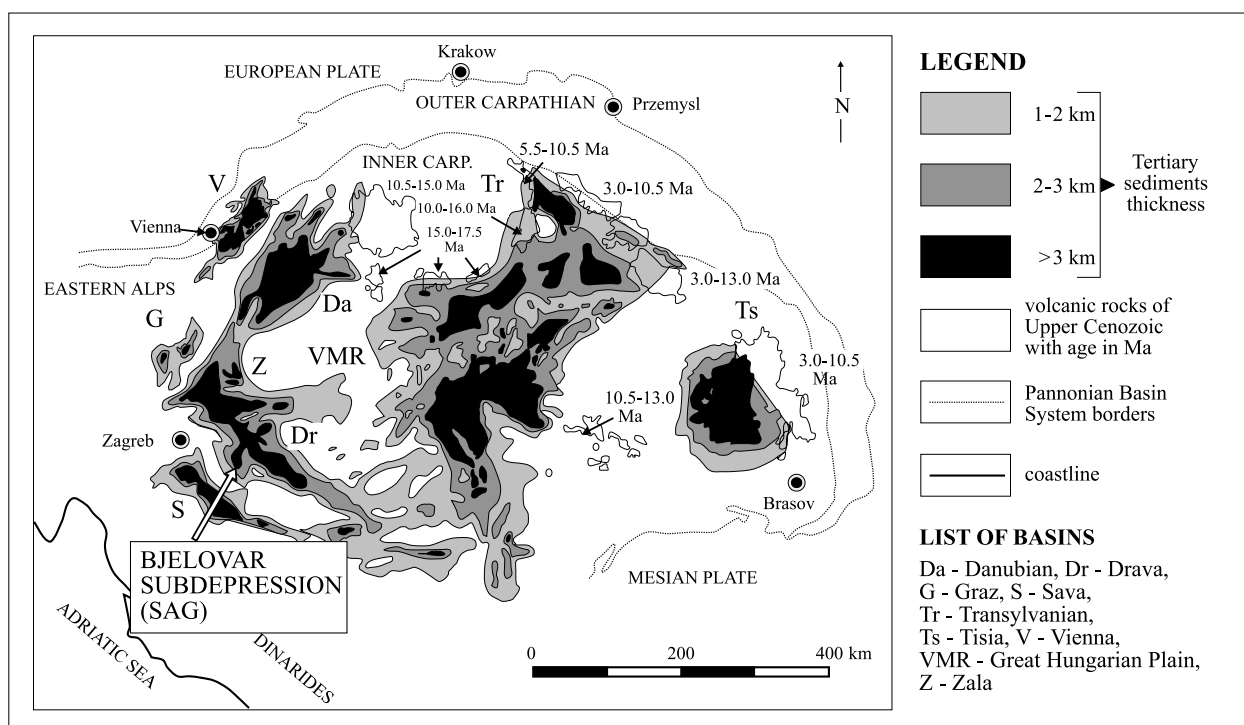 Krakow
EUROPEAN PLATE
OUTER CARPATHIAN
Przemysl
N
INNER CARP.
5.5-10.5 Ma
V
10.5-15.0 Ma
Tr
3.0-10.5 Ma
10.0-16.0 Ma
Vienna
15.0-17.5
Ma
3.0-13.0 Ma
EASTERN ALPS
Da
Ts
G
VMR
Z
3.0-10.5
Ma
10.5-13.0
Ma
Zagreb
Dr
Brasov
S
BJELOVAR
SUBDEPRESSION
(SAG)
MESIAN PLATE
ADRIATIC SEA
DINARIDES
0
200
400 km
LEGEND
1-2 km
2-3 km
>3 km
Tertiary
sediments
thickness
volcanic rocks of
Upper Cenozoic
with age in Ma
Pannonian Basin
System borders
coastline
LIST OF BASINS
Da - Danubian, Dr - Drava,
G - Graz, S - Sava,
Tr - Transylvanian,
Ts - Tisia, V - Vienna,
VMR - Great Hungarian Plain,
Z - Zala